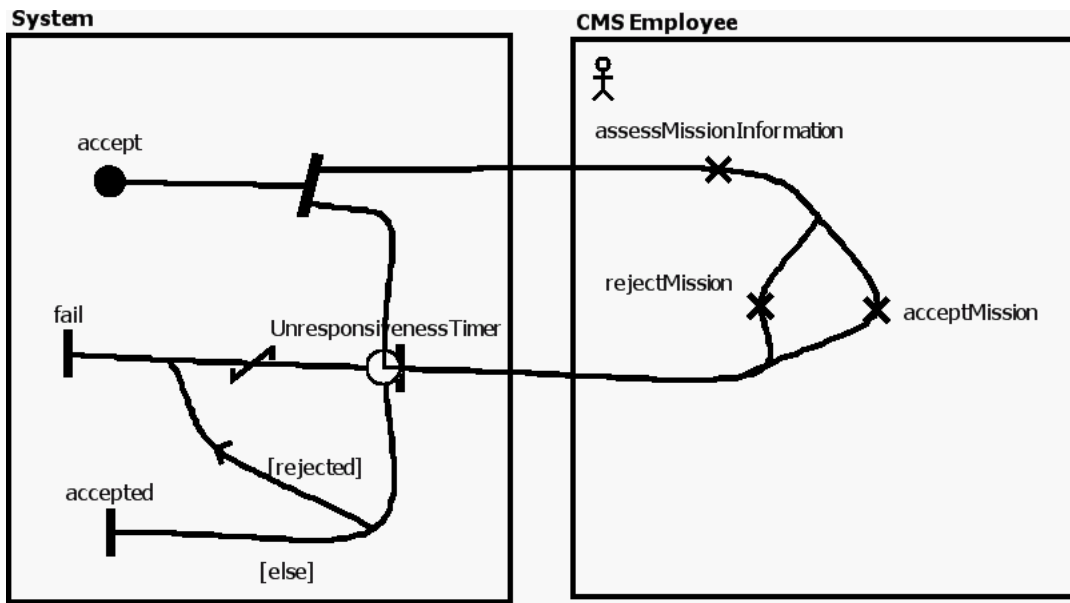 System
CMS Employee
assessMissionInformation
accept
rejectMission
acceptMission
fail
UnresponsivenessTimer
[rejected]
accepted
[else]